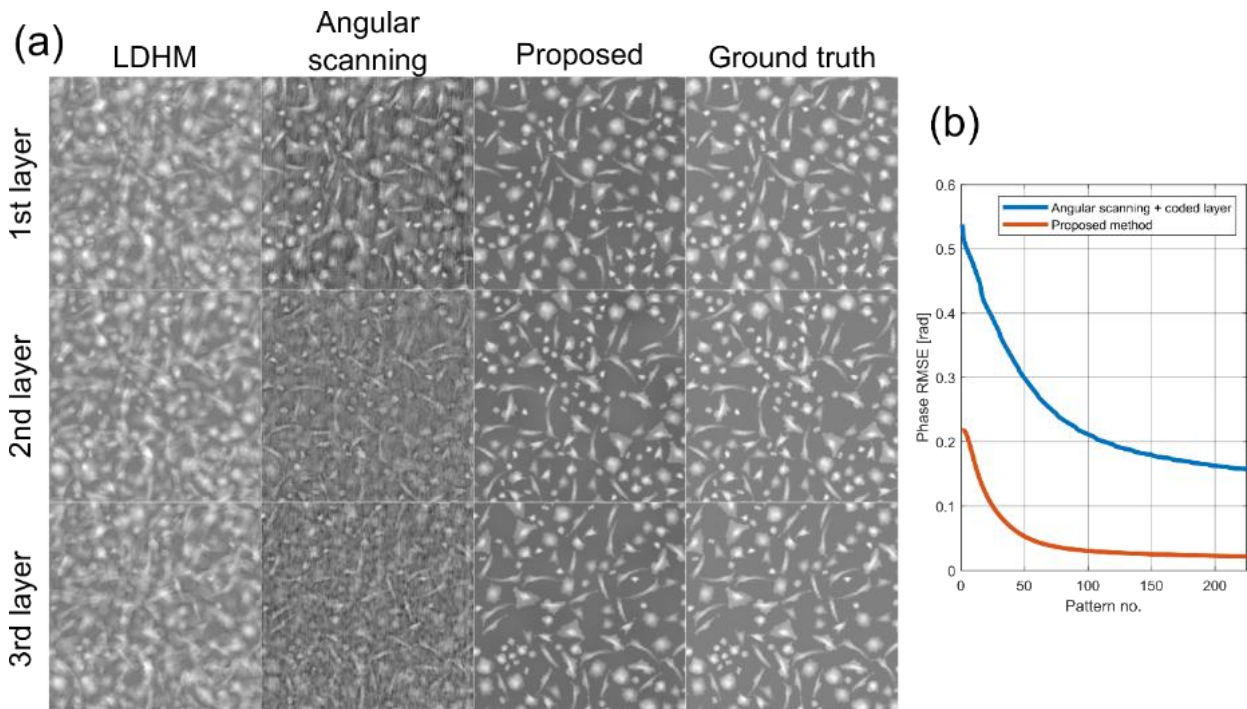 (a)
LDHM
Angular
scanning
Proposed
Ground truth
1st layer
2nd layer
3rd layer
(b)
Angular scanning + coded layer
Proposed method
Phase RMSE [rad]
0.6
0.5
0.4
0.3
0.2
0.1
0
0 50 100 150 200
Pattern no.